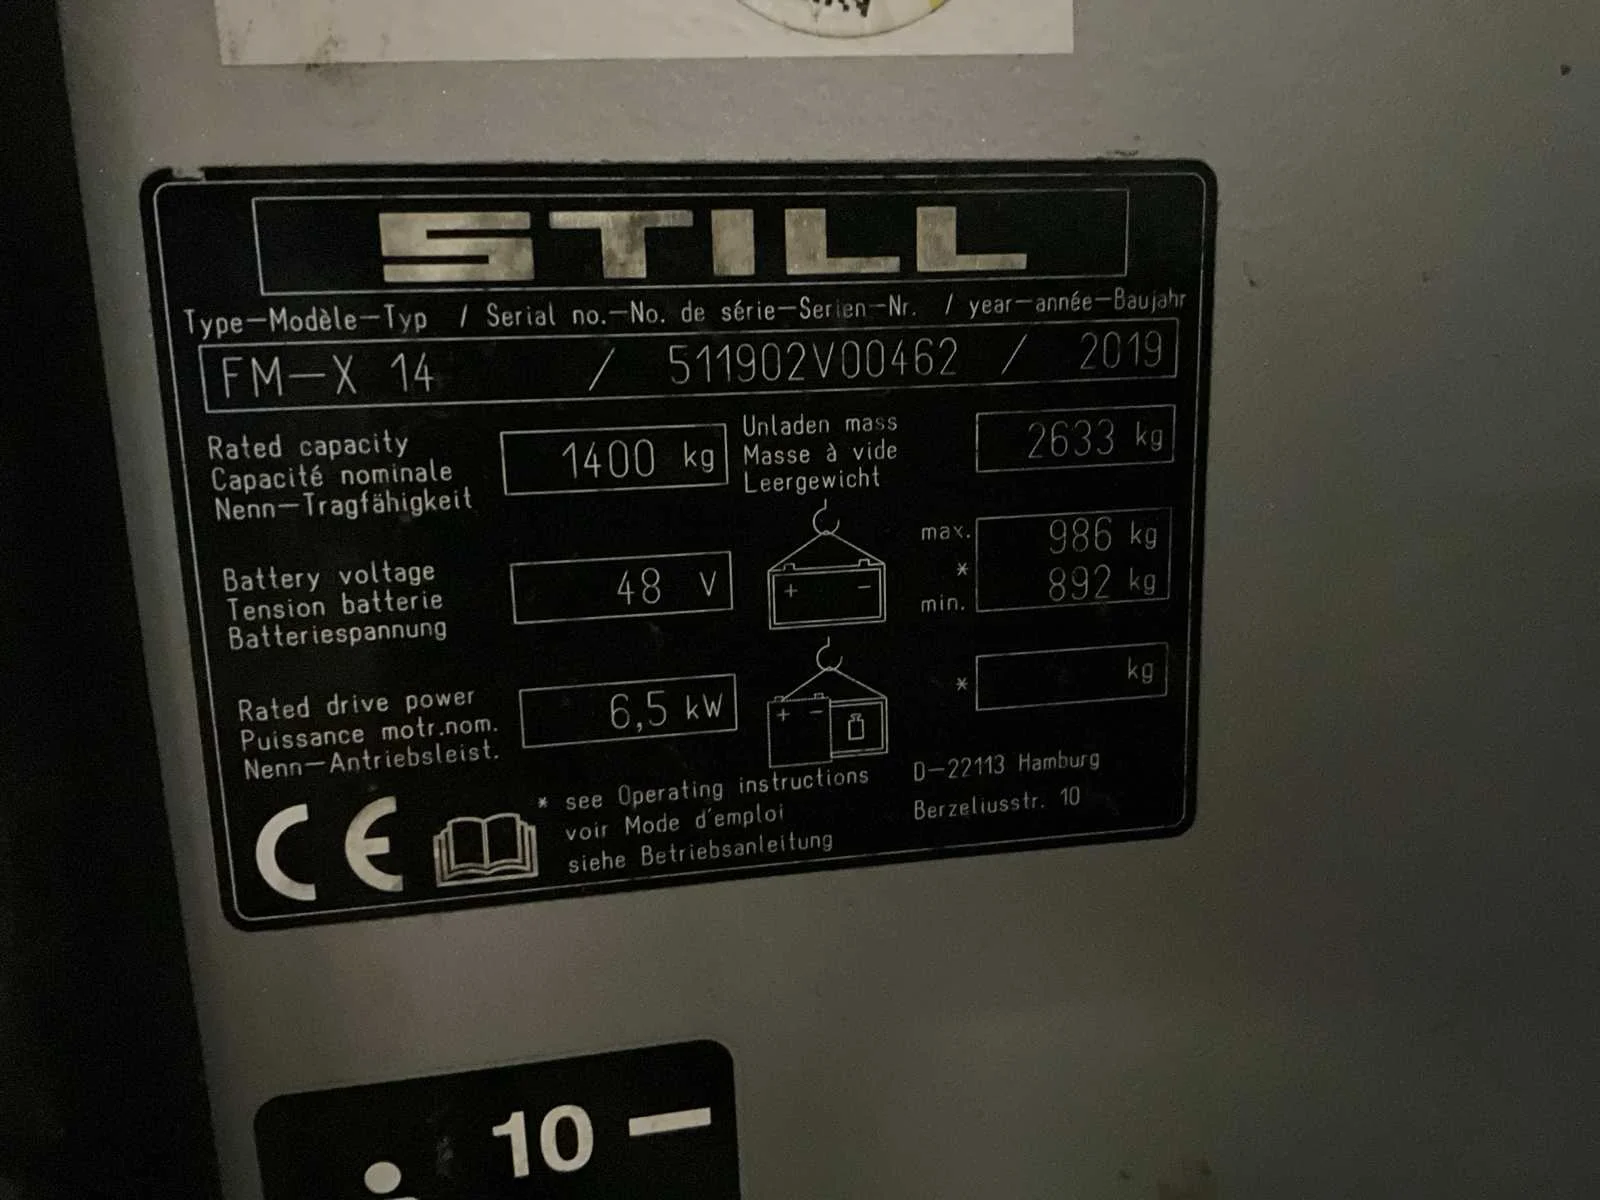 STILL
Type-Modèle-Typ / Serial no.-No. de série-Serien-Nr. / year-année-Baujahr
FM-X 14 / 511902V00462 / 2019
Rated capacity
Capacité nominale
Nenn-Tragfähigkeit
1400 kg
Unladen mass
Masse à vide
Leergewicht
2633 kg
Battery voltage
Tension batterie
Batteriespannung
48 V
+ -
max.
*
min.
986 kg
892 kg
Rated drive power
Puissance motr.nom.
Nenn-Antriebsleist.
6,5 kW
+ -
* kg
CE
* see Operating instructions
voir Mode d'emploi
siehe Betriebsanleitung
D-22113 Hamburg
Berzeliusstr. 10
10 -